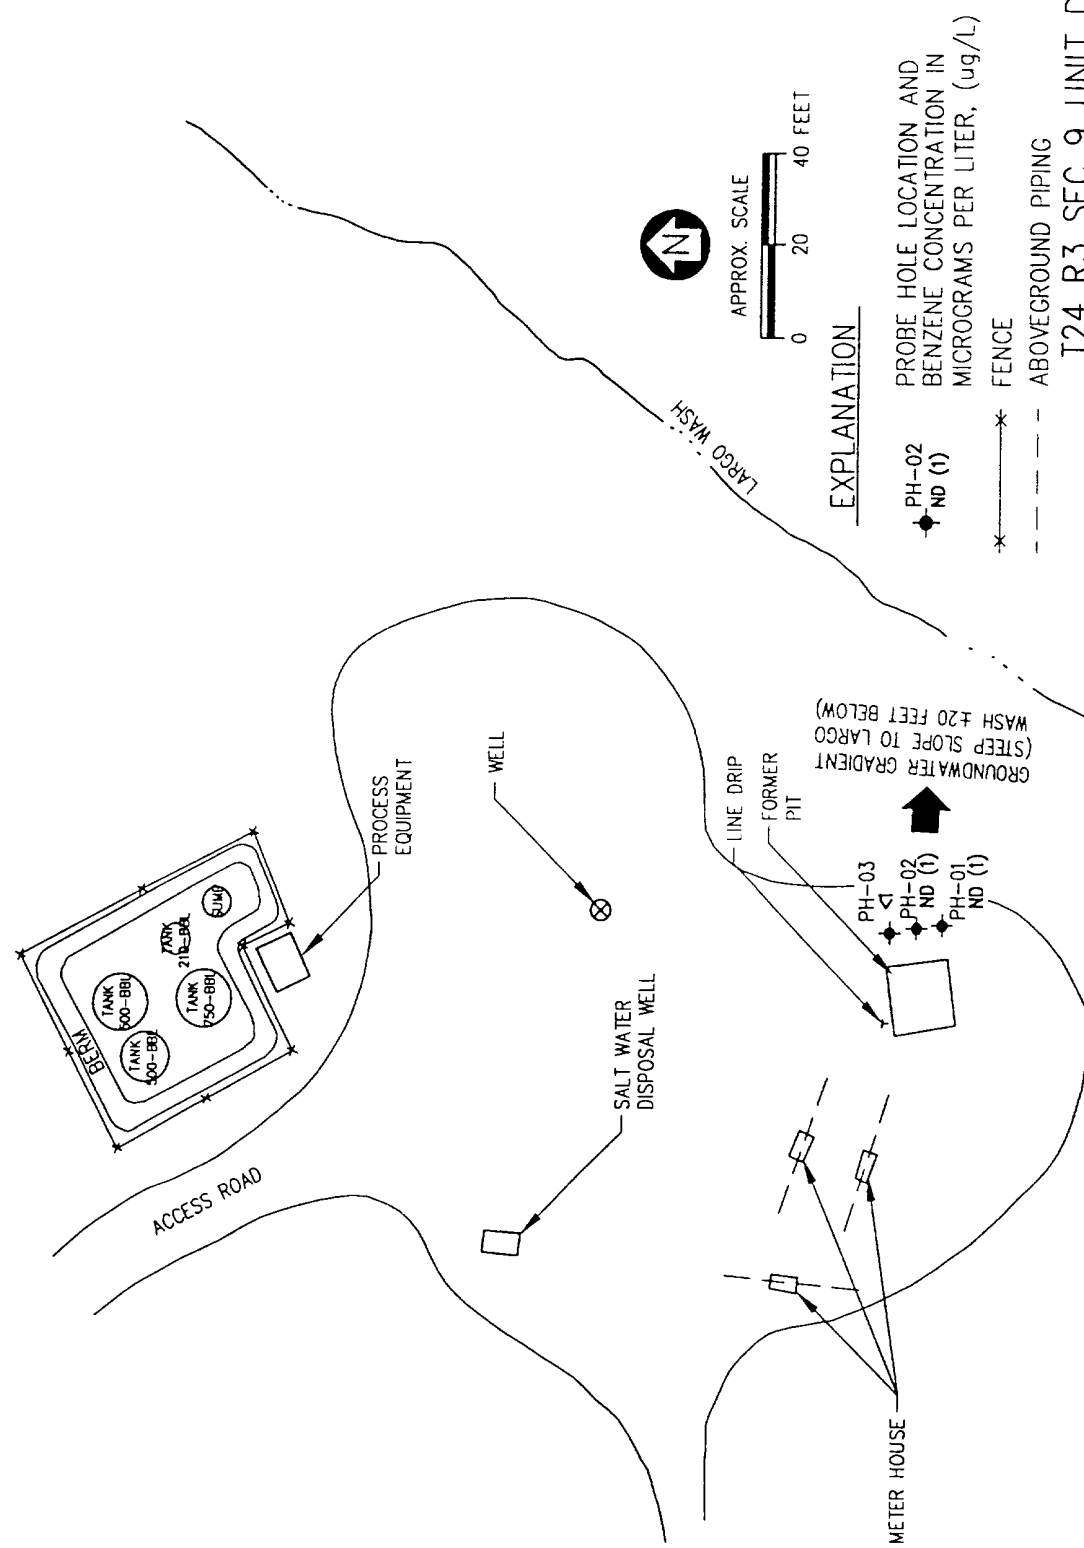 BERM
TANK
500-BBL
TANK
500-BBL
TANK
210-BBL
TANK
750-BBL
SUMP
PROCESS
EQUIPMENT
ACCESS ROAD
WELL
SALT WATER
DISPOSAL WELL
LINE DRIP
FORMER
PIT
METER HOUSE
PH-03
<1
PH-02
ND (1)
PH-01
ND (1)
GROUNDWATER GRADIENT
(STEEP SLOPE TO LARGO
WASH ±20 FEET BELOW)
LARGO WASH
N
APPROX. SCALE
0 20 40 FEET
EXPLANATION
PH-02
ND (1)
PROBE HOLE LOCATION AND
BENZENE CONCENTRATION IN
MICROGRAMS PER LITER, (ug/L)
FENCE
ABOVEGROUND PIPING
T24 R3 SEC 9 UNIT